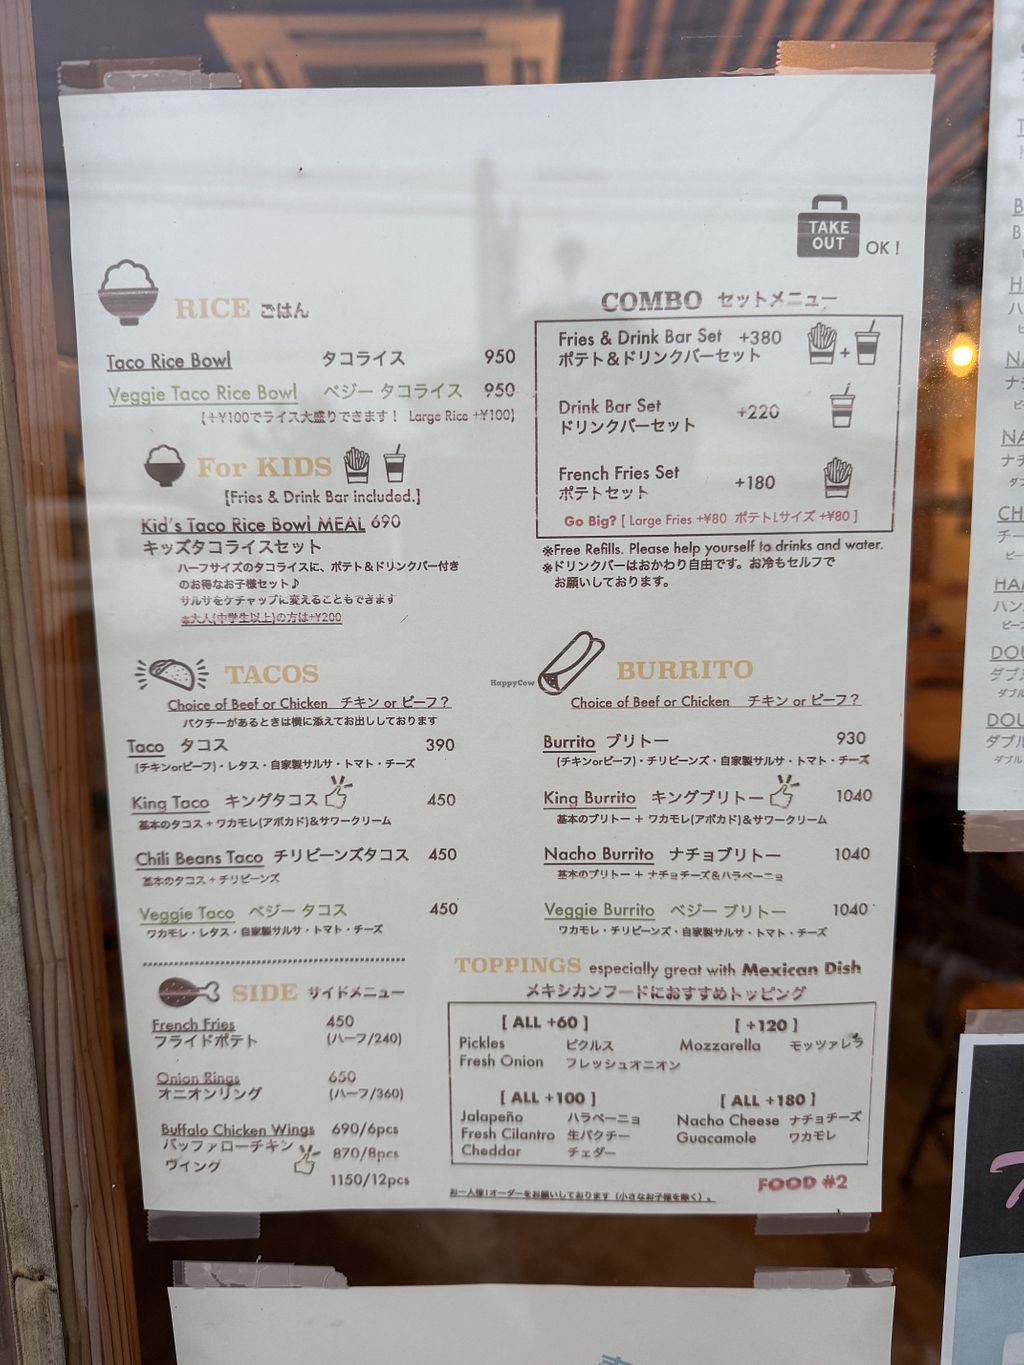 TAKE OUT OK !
RICE ごはん
Taco Rice Bowl タコライス 950
Veggie Taco Rice Bowl ベジー タコライス 950
(+¥100でライス大盛りできます！ Large Rice +¥100)
For KIDS
[Fries & Drink Bar included.]
Kid's Taco Rice Bowl MEAL 690
キッズタコライスセット
ハーフサイズのタコライスに、ポテト＆ドリンクバー付き
のお得なお子様セット♪
サルサをケチャップに変えることもできます
※大人(中学生以上)の方は+¥200
COMBO セットメニュー
Fries & Drink Bar Set +380
ポテト＆ドリンクバーセット
Drink Bar Set +220
ドリンクバーセット
French Fries Set +180
ポテトセット
Go Big? [ Large Fries +¥80 ポテトLサイズ +¥80 ]
※Free Refills. Please help yourself to drinks and water.
※ドリンクバーはおかわり自由です。お冷もセルフで
お願いしております。
TACOS
Choice of Beef or Chicken チキン or ビーフ？
パクチーがあるときは横に添えてお出ししております
Taco タコス 390
(チキンorビーフ)・レタス・自家製サルサ・トマト・チーズ
King Taco キングタコス 450
基本のタコス + ワカモレ(アボカド)&サワークリーム
Chili Beans Taco チリビーンズタコス 450
基本のタコス + チリビーンズ
Veggie Taco ベジー タコス 450
ワカモレ・レタス・自家製サルサ・トマト・チーズ
HappyCow
BURRITO
Choice of Beef or Chicken チキン or ビーフ？
Burrito ブリトー 930
(チキンorビーフ)・チリビーンズ・自家製サルサ・トマト・チーズ
King Burrito キングブリトー 1040
基本のブリトー + ワカモレ(アボカド)&サワークリーム
Nacho Burrito ナチョブリトー 1040
基本のブリトー + ナチョチーズ&ハラペーニョ
Veggie Burrito ベジー ブリトー 1040
ワカモレ・チリビーンズ・自家製サルサ・トマト・チーズ
SIDE サイドメニュー
French Fries 450
フライドポテト (ハーフ/240)
Onion Rings 650
オニオンリング (ハーフ/360)
Buffalo Chicken Wings 690/6pcs
バッファローチキン 870/8pcs
ウイング 1150/12pcs
TOPPINGS especially great with Mexican Dish
メキシカンフードにおすすめトッピング
[ ALL +60 ]
Pickles ピクルス
Fresh Onion フレッシュオニオン
[ +120 ]
Mozzarella モッツァレラ
[ ALL +100 ]
Jalapeño ハラペーニョ
Fresh Cilantro 生パクチー
Cheddar チェダー
[ ALL +180 ]
Nacho Cheese ナチョチーズ
Guacamole ワカモレ
お一人様1オーダーをお願いしております（小さなお子様を除く）。
FOOD #2